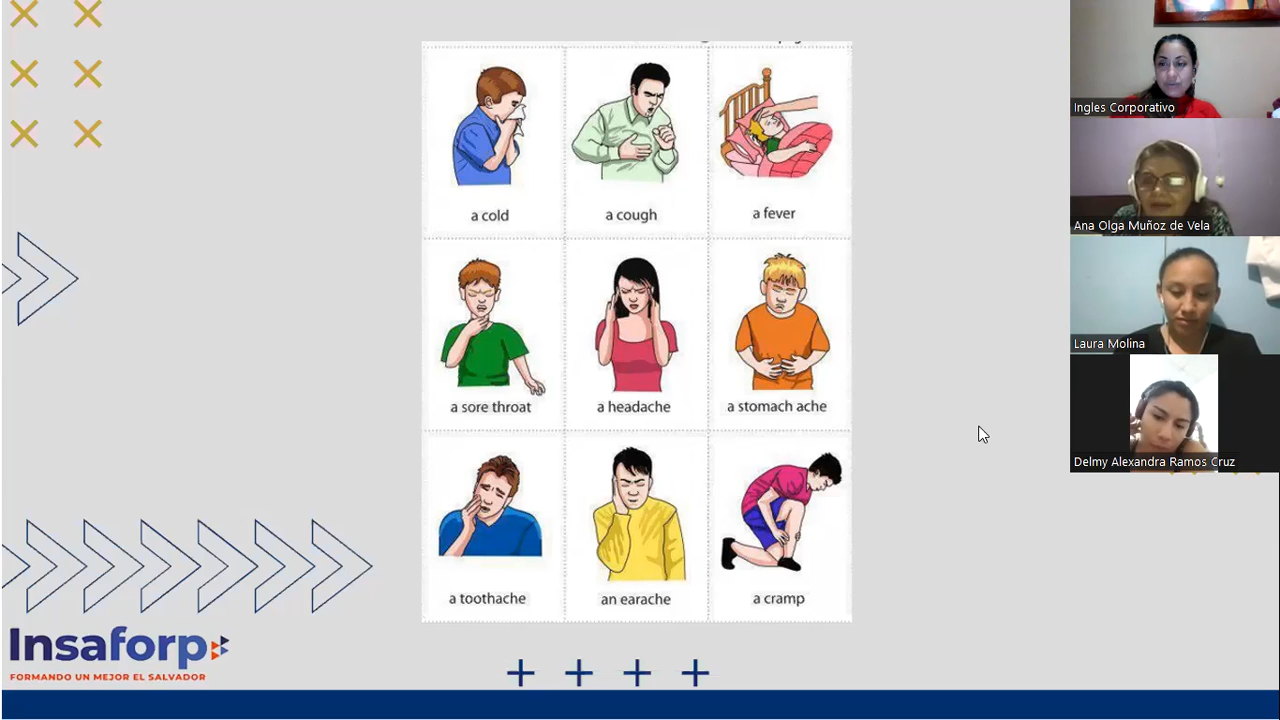 a cold
a cough
a fever
a sore throat
a headache
a stomach ache
a toothache
an earache
a cramp
Insaforp
FORMANDO UN MEJOR EL SALVADOR
Ingles Corporativo
Ana Olga Muñoz de Vela
Laura Molina
Delmy Alexandra Ramos Cruz